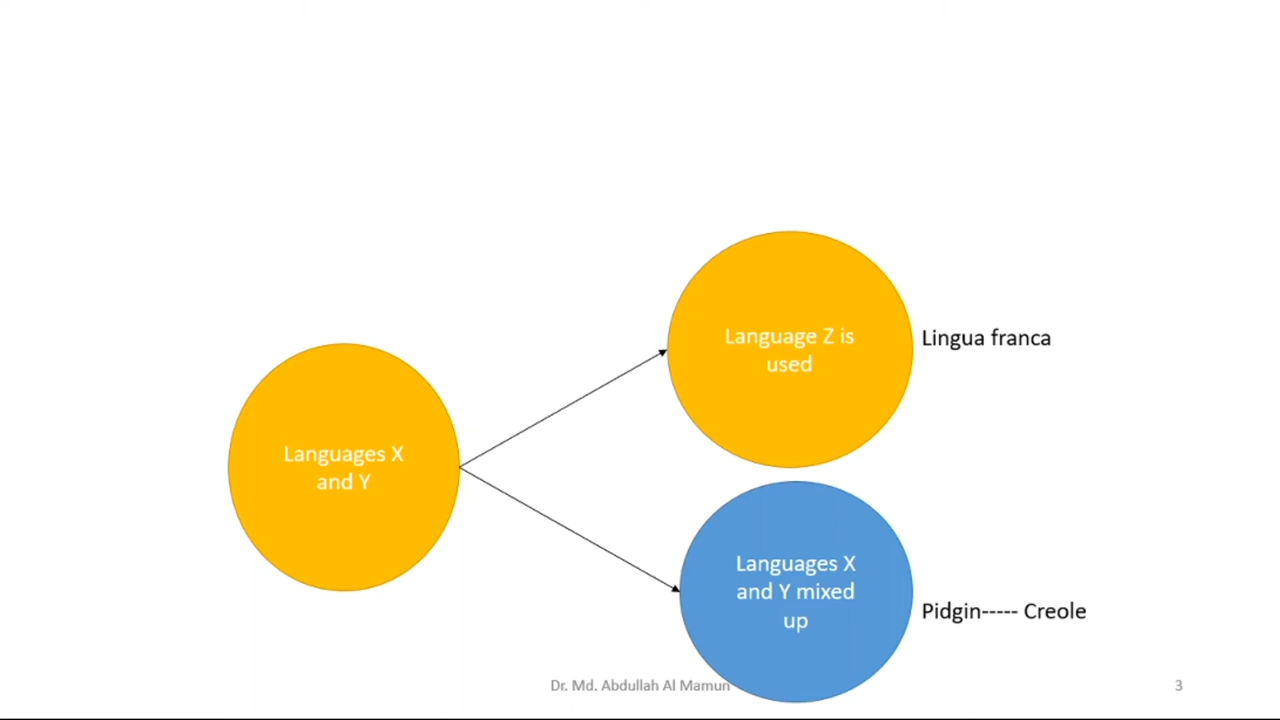 Language Z is
used
Lingua franca
Languages X
and Y
Languages X
and Y mixed
up
Pidgin----- Creole
Dr. Md. Abdullah Al Mamun
3